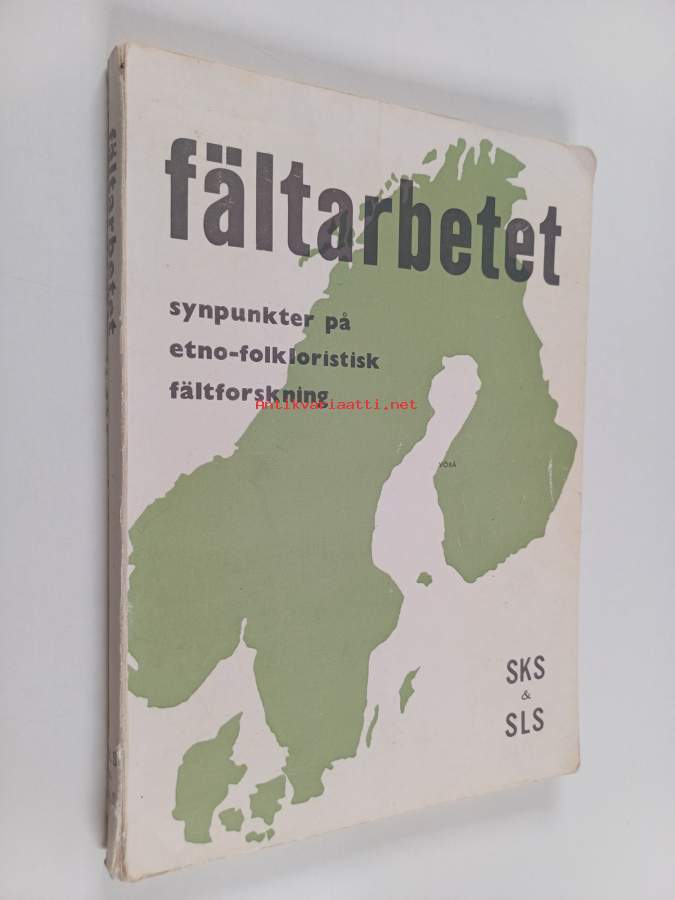 fältarbetet
fältarbetet
synpunkter på
etno-folkloristisk
fältforskning
Antikvariaatti.net
VÖRÅ
SKS
&
SLS